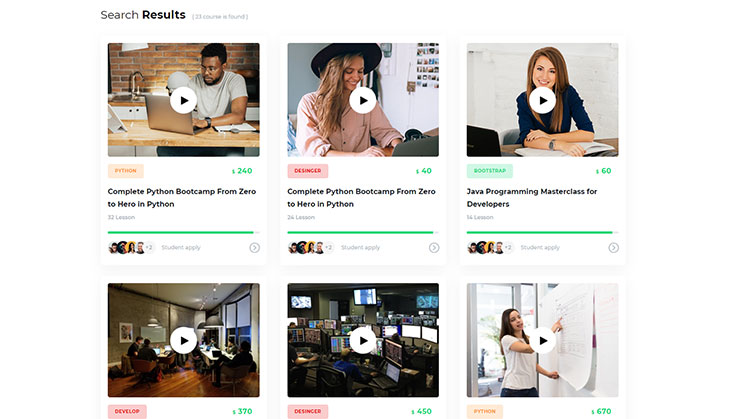 Search Results [ 23 course is found ]
PYTHON $ 240
Complete Python Bootcamp From Zero
to Hero in Python
32 Lesson
+2 Student apply
DESINGER $ 40
Complete Python Bootcamp From Zero
to Hero in Python
24 Lesson
+2 Student apply
BOOTSTRAP $ 60
Java Programming Masterclass for
Developers
14 Lesson
+2 Student apply
DEVELOP $ 370
DESINGER $ 450
PYTHON $ 670